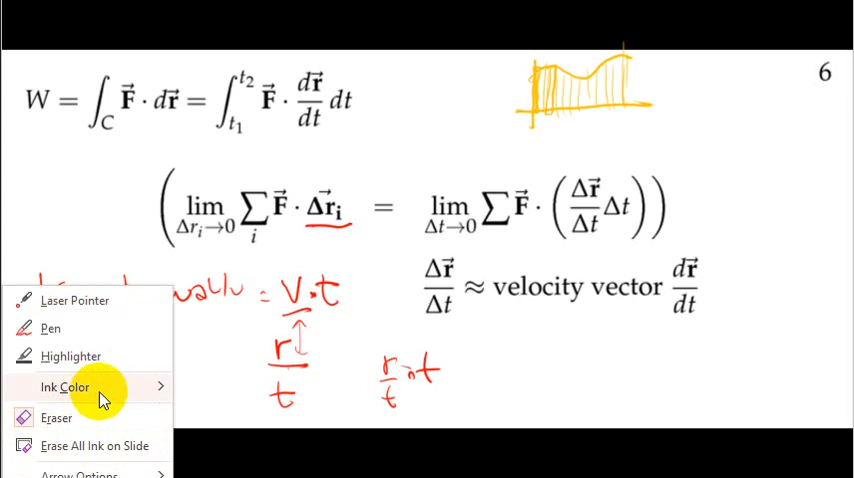 6
W = ∫_C F⃗ · dr⃗ = ∫_{t₁}^{t₂} F⃗ · dr⃗/dt dt
( lim_{Δrᵢ→0} ∑_i F⃗ · Δr⃗ᵢ = lim_{Δt→0} ∑ F⃗ · (Δr⃗/Δt Δt) )
Δr⃗/Δt ≈ velocity vector dr⃗/dt
= V · t
r/t
r/t · t
Laser Pointer
Pen
Highlighter
Ink Color
Eraser
Erase All Ink on Slide
Arrow Options